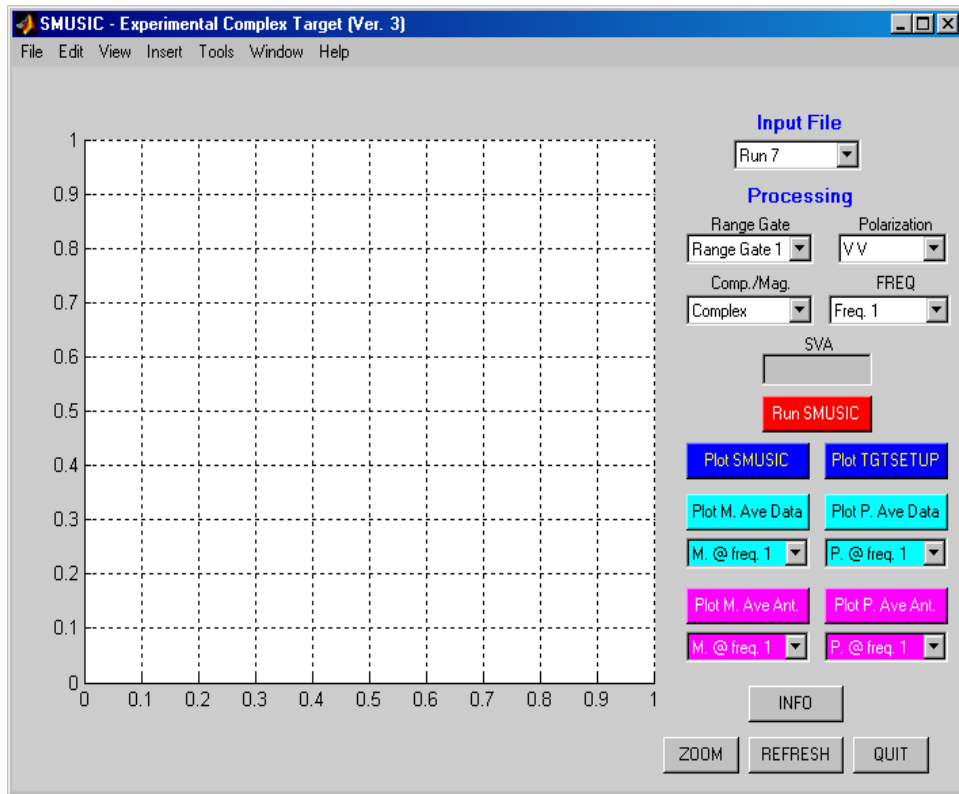 SMUSIC - Experimental Complex Target (Ver. 3)
File Edit View Insert Tools Window Help
Input File
Run 7
Processing
Range Gate Polarization
Range Gate 1 V V
Comp./Mag. FREQ
Complex Freq. 1
SVA
Run SMUSIC
Plot SMUSIC Plot TGTSETUP
Plot M. Ave Data Plot P. Ave Data
M. @ freq. 1 P. @ freq. 1
Plot M. Ave Ant. Plot P. Ave Ant.
M. @ freq. 1 P. @ freq. 1
INFO
ZOOM REFRESH QUIT
1
0.9
0.8
0.7
0.6
0.5
0.4
0.3
0.2
0.1
0
0 0.1 0.2 0.3 0.4 0.5 0.6 0.7 0.8 0.9 1